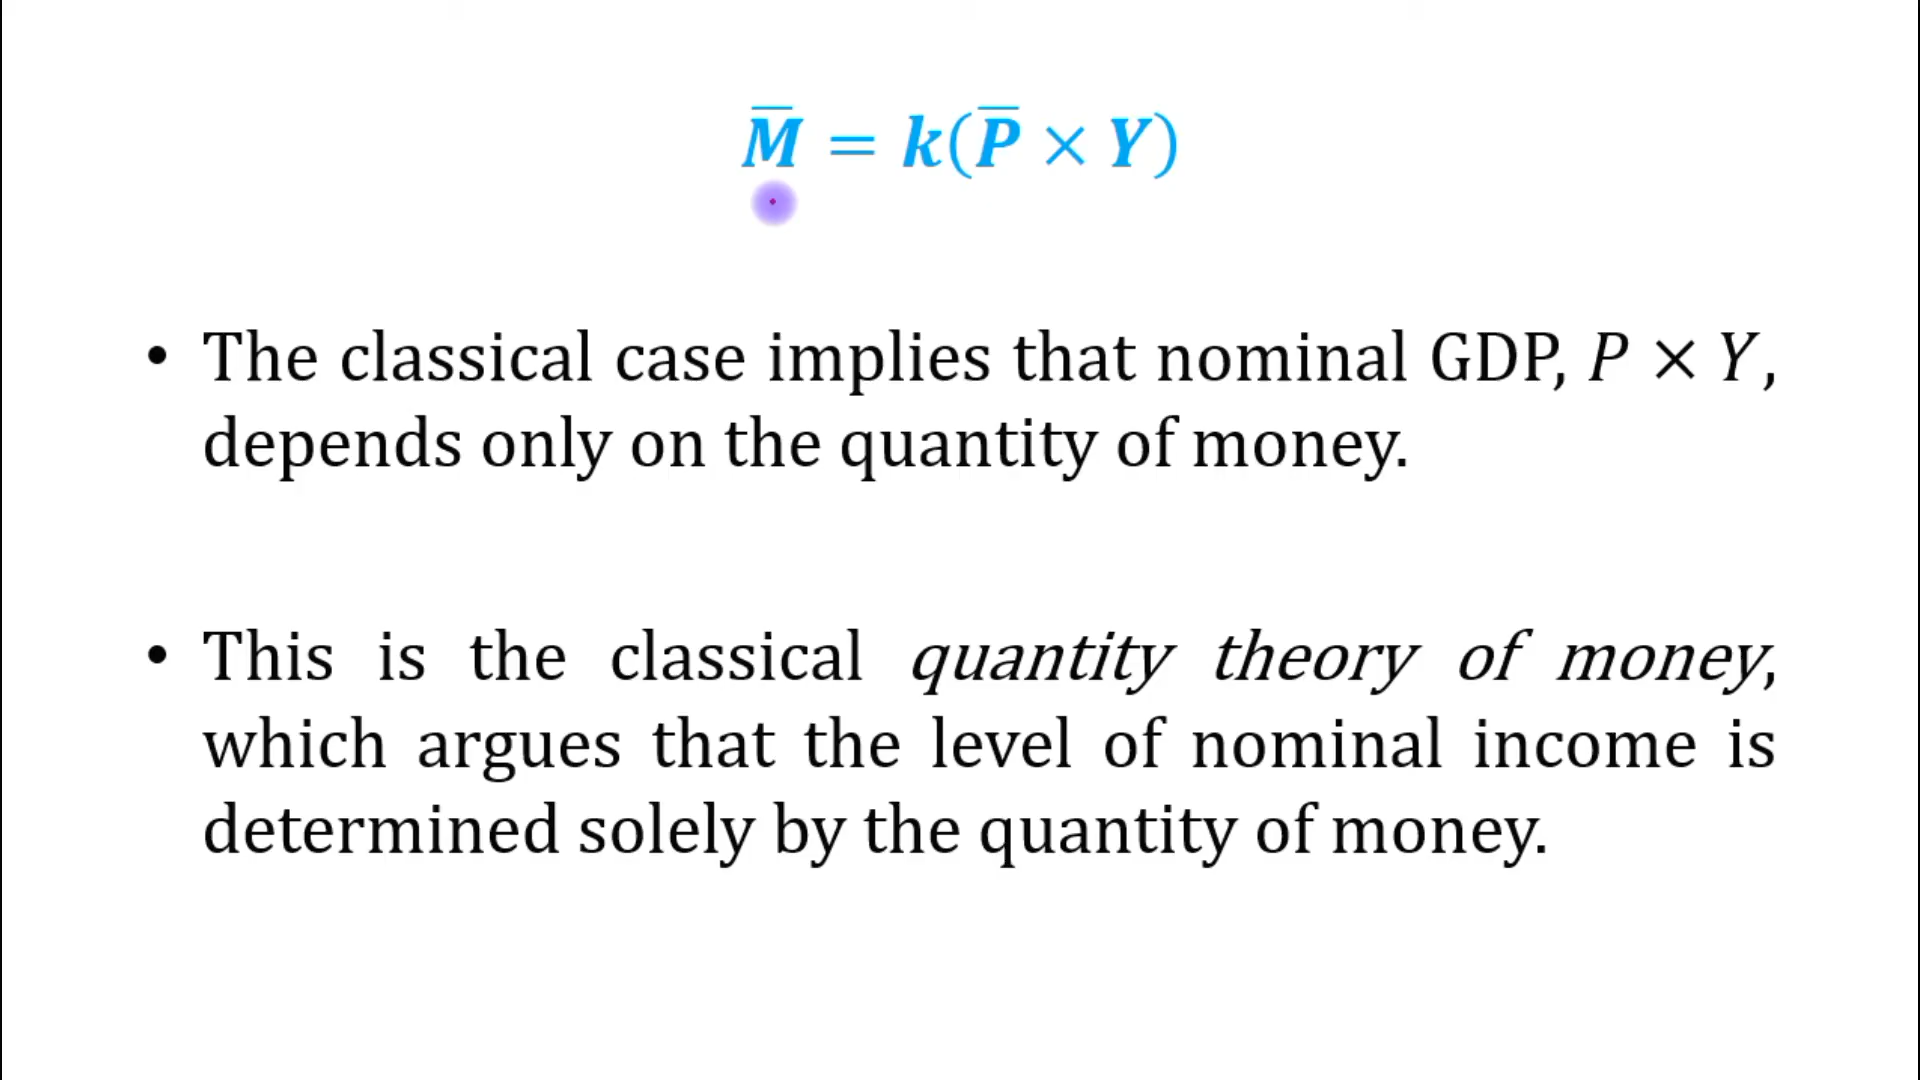 M̅ = k(P̅ × Y)
• The classical case implies that nominal GDP, P × Y,
depends only on the quantity of money.
• This is the classical quantity theory of money,
which argues that the level of nominal income is
determined solely by the quantity of money.